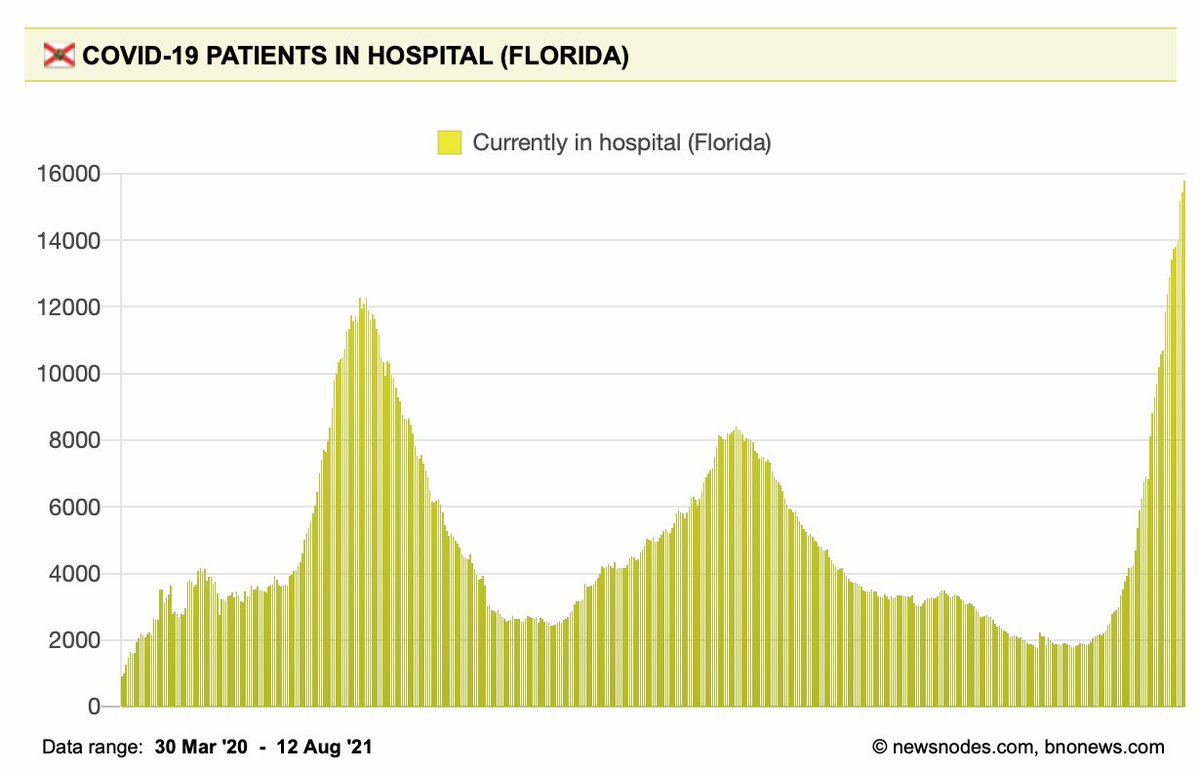 COVID-19 PATIENTS IN HOSPITAL (FLORIDA)
Currently in hospital (Florida)
16000
14000
12000
10000
8000
6000
4000
2000
0
Data range: 30 Mar '20 - 12 Aug '21
© newsnodes.com, bnonews.com